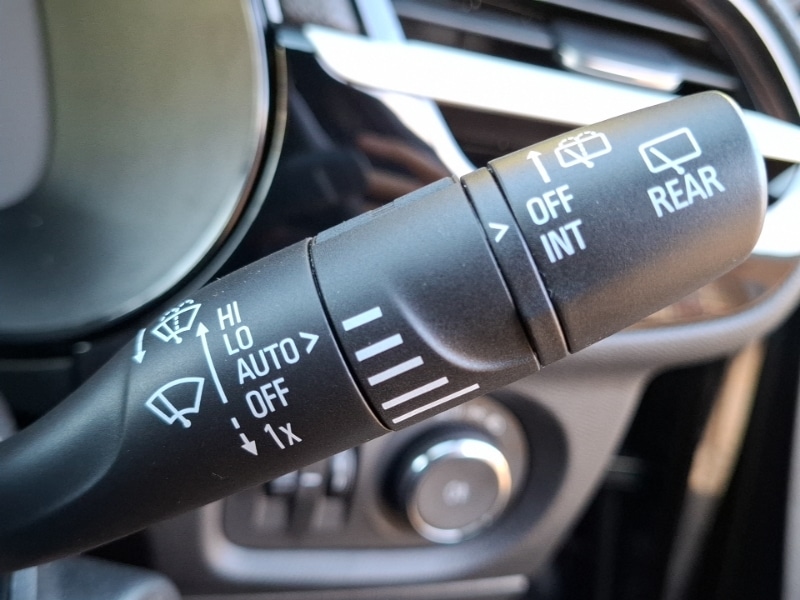 HI
LO
AUTO >
OFF
1x
>
OFF
INT
REAR